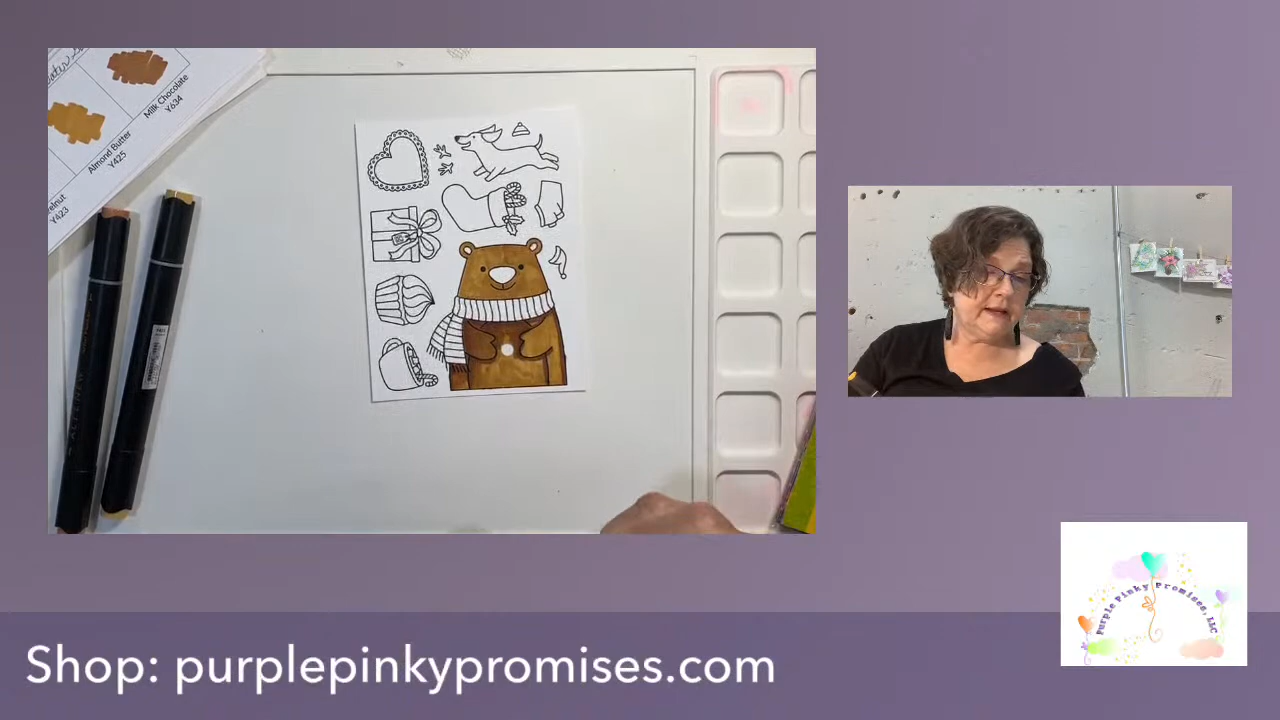 Milk Chocolate
Y634
Almond Butter
Y425
Y423
Purple Pinky Promises, LLC
Shop: purplepinkypromises.com